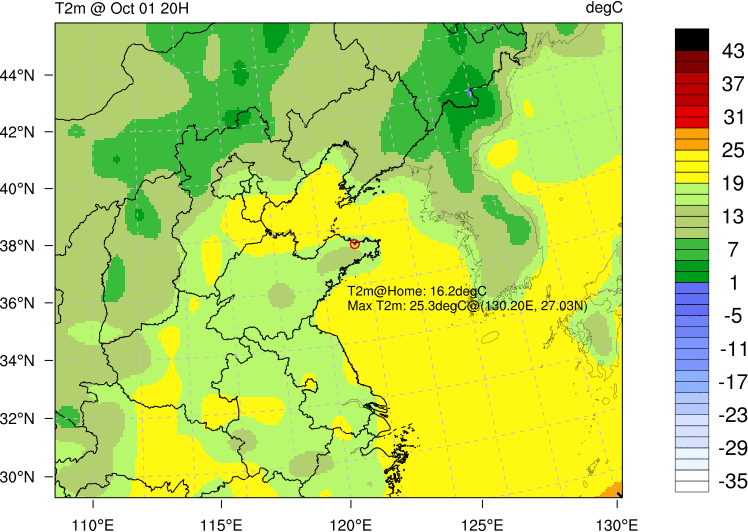 T2m @ Oct 01 20H
degC
44°N
42°N
40°N
38°N
36°N
34°N
32°N
30°N
110°E
115°E
120°E
125°E
130°E
T2m@Home: 16.2degC
Max T2m: 25.3degC@(130.20E, 27.03N)
43
37
31
25
19
13
7
1
-5
-11
-17
-23
-29
-35